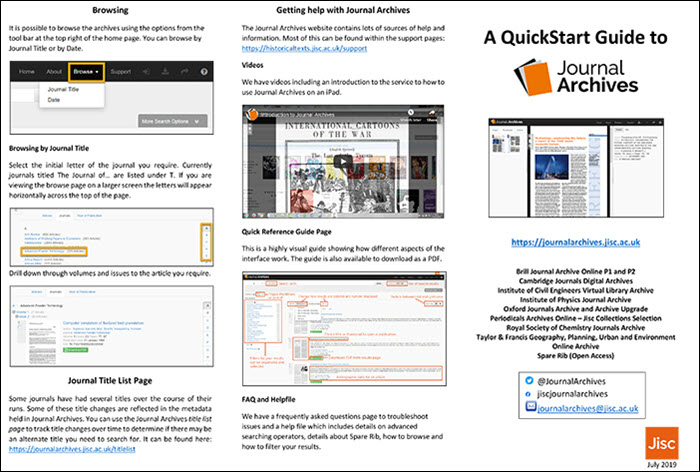 Browsing
It is possible to browse the archives using the options from the
tool bar at the top right of the home page. You can browse by
Journal Title or by Date.
Home About Browse Support
Journal Title
Date
More Search Options
Browsing by Journal Title
Select the initial letter of the journal you require. Currently
journals titled The Journal of... are listed under T. If you are
viewing the browse page on a larger screen the letters will appear
horizontally across the top of the page.
Drill down through volumes and issues to the article you require.
Journal Title List Page
Some journals have had several titles over the course of their
runs. Some of these title changes are reflected in the metadata
held in Journal Archives. You can use the Journal Archives title list
page to track title changes over time to determine if there may be
an alternate title you need to search for. It can be found here:
https://journalarchives.jisc.ac.uk/titlelist
Getting help with Journal Archives
The Journal Archives website contains lots of sources of help and
information. Most of this can be found within the support pages:
https://historicaltexts.jisc.ac.uk/support
Videos
We have videos including an introduction to the service to how to
use Journal Archives on an iPad.
Introduction to Journal Archives
INTERNATIONAL CARTOONS
OF THE WAR
Quick Reference Guide Page
This is a highly visual guide showing how different aspects of the
interface work. The guide is also available to download as a PDF.
FAQ and Helpfile
We have a frequently asked questions page to troubleshoot
issues and a help file which includes details on advanced
searching operators, details about Spare Rib, how to browse and
how to filter your results.
A QuickStart Guide to
Journal
Archives
https://journalarchives.jisc.ac.uk
Brill Journal Archive Online P1 and P2
Cambridge Journals Digital Archives
Institute of Civil Engineers Virtual Library Archive
Institute of Physics Journal Archive
Oxford Journals Archive and Archive Upgrade
Periodicals Archives Online – Jisc Collections Selection
Royal Society of Chemistry Journals Archive
Taylor & Francis Geography, Planning, Urban and Environment
Online Archive
Spare Rib (Open Access)
@JournalArchives
jiscjournalarchives
journalarchives@jisc.ac.uk
Jisc
July 2019